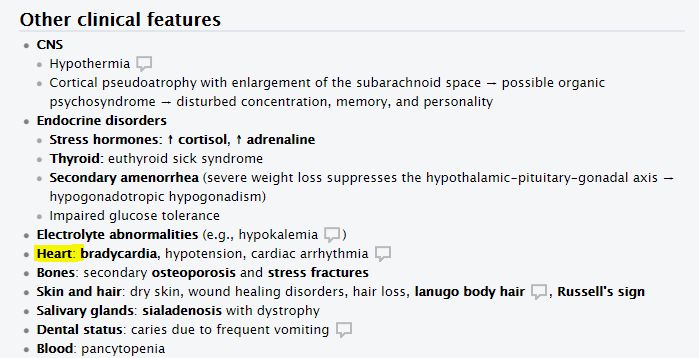 Other clinical features
• CNS
• Hypothermia
• Cortical pseudoatrophy with enlargement of the subarachnoid space → possible organic
psychosyndrome → disturbed concentration, memory, and personality
• Endocrine disorders
• Stress hormones: ↑ cortisol, ↑ adrenaline
• Thyroid: euthyroid sick syndrome
• Secondary amenorrhea (severe weight loss suppresses the hypothalamic-pituitary-gonadal axis →
hypogonadotropic hypogonadism)
• Impaired glucose tolerance
• Electrolyte abnormalities (e.g., hypokalemia )
• Heart: bradycardia, hypotension, cardiac arrhythmia
• Bones: secondary osteoporosis and stress fractures
• Skin and hair: dry skin, wound healing disorders, hair loss, lanugo body hair , Russell's sign
• Salivary glands: sialadenosis with dystrophy
• Dental status: caries due to frequent vomiting
• Blood: pancytopenia